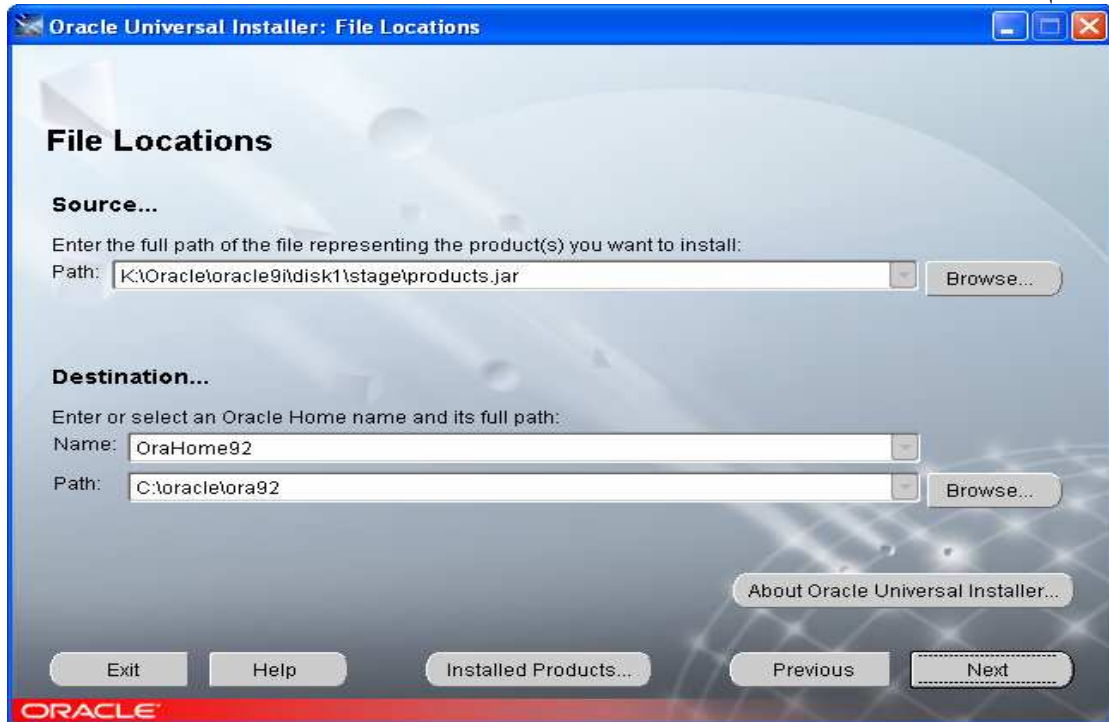 Oracle Universal Installer: File Locations
File Locations
Source...
Enter the full path of the file representing the product(s) you want to install:
Path: K:\Oracle\oracle9i\disk1\stage\products.jar Browse...
Destination...
Enter or select an Oracle Home name and its full path:
Name: OraHome92
Path: C:\oracle\ora92 Browse...
About Oracle Universal Installer...
Exit Help Installed Products... Previous Next
ORACLE